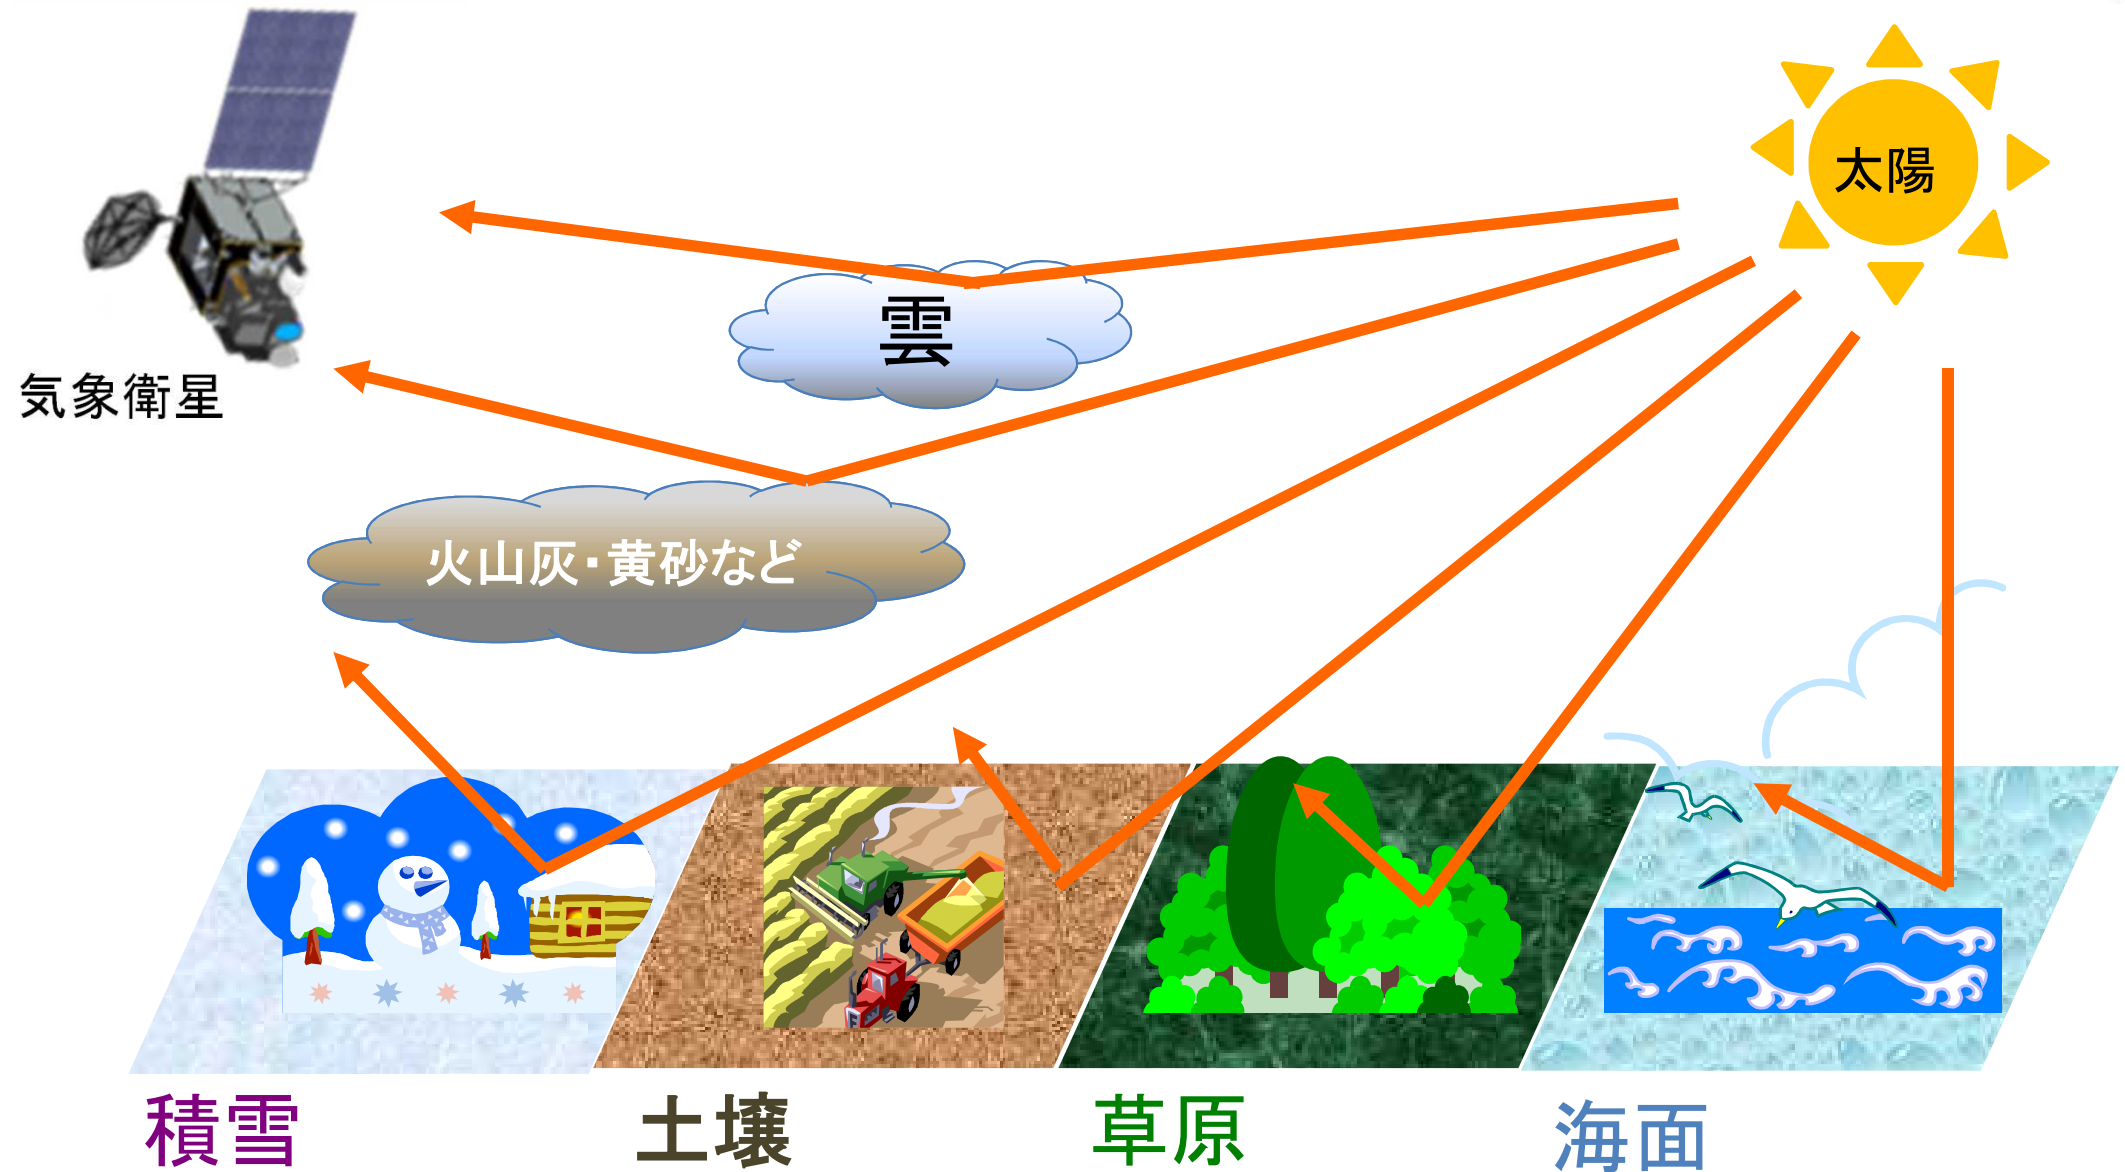 太陽
雲
気象衛星
火山灰・黄砂など
積雪
土壌
草原
海面